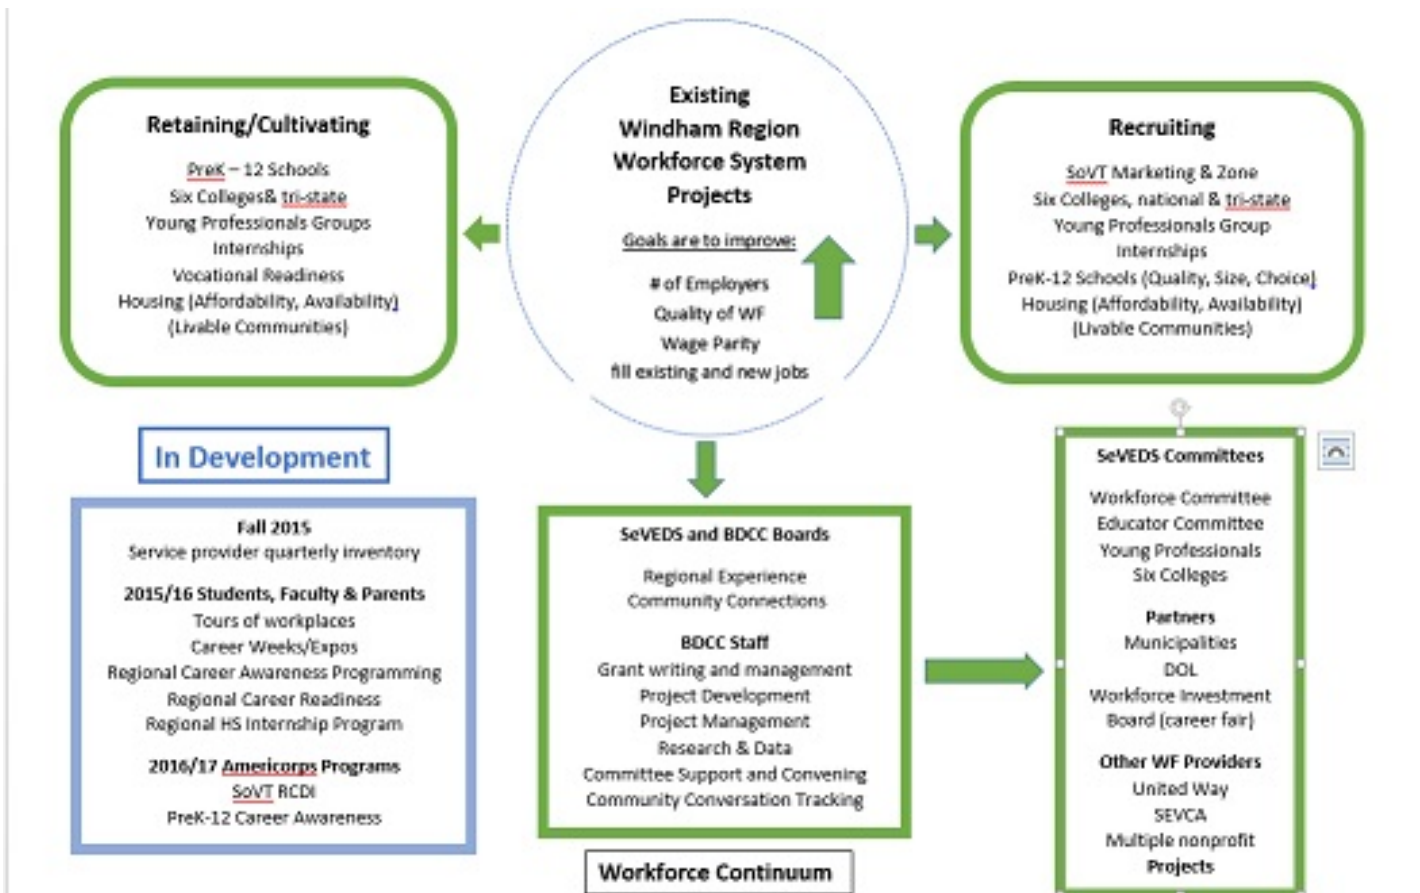 Existing
Windham Region
Workforce System
Projects
Goals are to improve:
# of Employers
Quality of WF
Wage Parity
fill existing and new jobs
Retaining/Cultivating
PreK – 12 Schools
Six Colleges& tri-state
Young Professionals Groups
Internships
Vocational Readiness
Housing (Affordability, Availability)
(Livable Communities)
Recruiting
SoVT Marketing & Zone
Six Colleges, national & tri-state
Young Professionals Group
Internships
PreK-12 Schools (Quality, Size, Choice)
Housing (Affordability, Availability)
(Livable Communities)
In Development
Fall 2015
Service provider quarterly inventory
2015/16 Students, Faculty & Parents
Tours of workplaces
Career Weeks/Expos
Regional Career Awareness Programming
Regional Career Readiness
Regional HS Internship Program
2016/17 Americorps Programs
SoVT RCDI
PreK-12 Career Awareness
SeVEDS and BDCC Boards
Regional Experience
Community Connections
BDCC Staff
Grant writing and management
Project Development
Project Management
Research & Data
Committee Support and Convening
Community Conversation Tracking
SeVEDS Committees
Workforce Committee
Educator Committee
Young Professionals
Six Colleges
Partners
Municipalities
DOL
Workforce Investment
Board (career fair)
Other WF Providers
United Way
SEVCA
Multiple nonprofit
Projects
Workforce Continuum